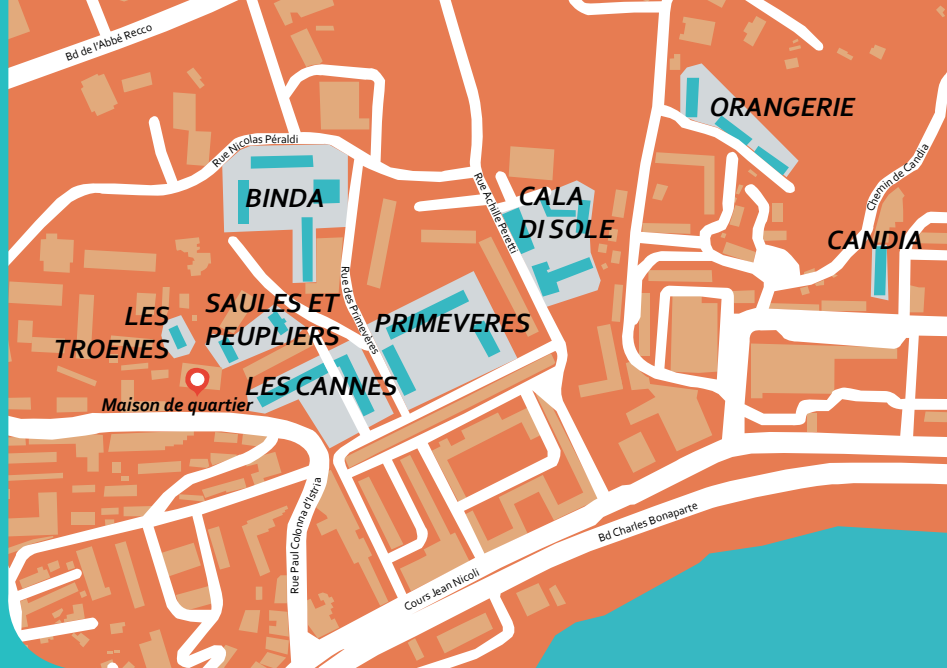 Bd de l'Abbé Recco
ORANGERIE
Rue Nicolas Péraldi
Chemin de Candia
BINDA
Rue Achille Peretti
CALA
DI SOLE
CANDIA
SAULES ET
PEUPLIERS
Rue des Primevères
LES
TROENES
PRIMEVERES
LES CANNES
Maison de quartier
Rue Paul Colonna d'Istria
Bd Charles Bonaparte
Cours Jean Nicoli